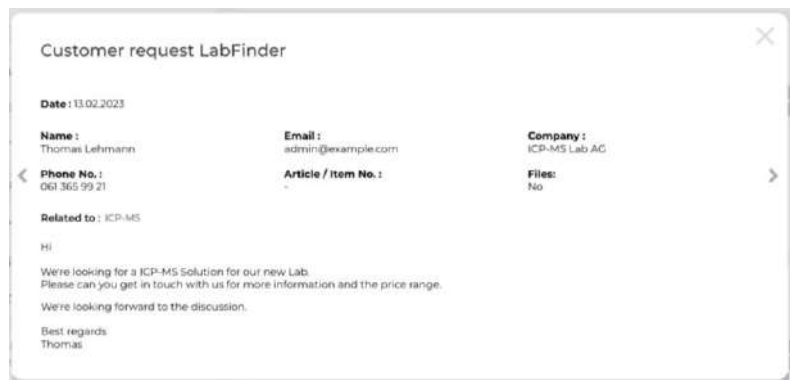 Customer request LabFinder
Date : 13.02.2023
Name :
Thomas Lehmann
Email :
admin@example.com
Company :
ICP-MS Lab AG
Phone No. :
061 365 99 21
Article / Item No. :
-
Files:
No
Related to : ICP-MS
Hi
We're looking for a ICP-MS Solution for our new Lab.
Please can you get in touch with us for more information and the price range.
We're looking forward to the discussion.
Best regards
Thomas